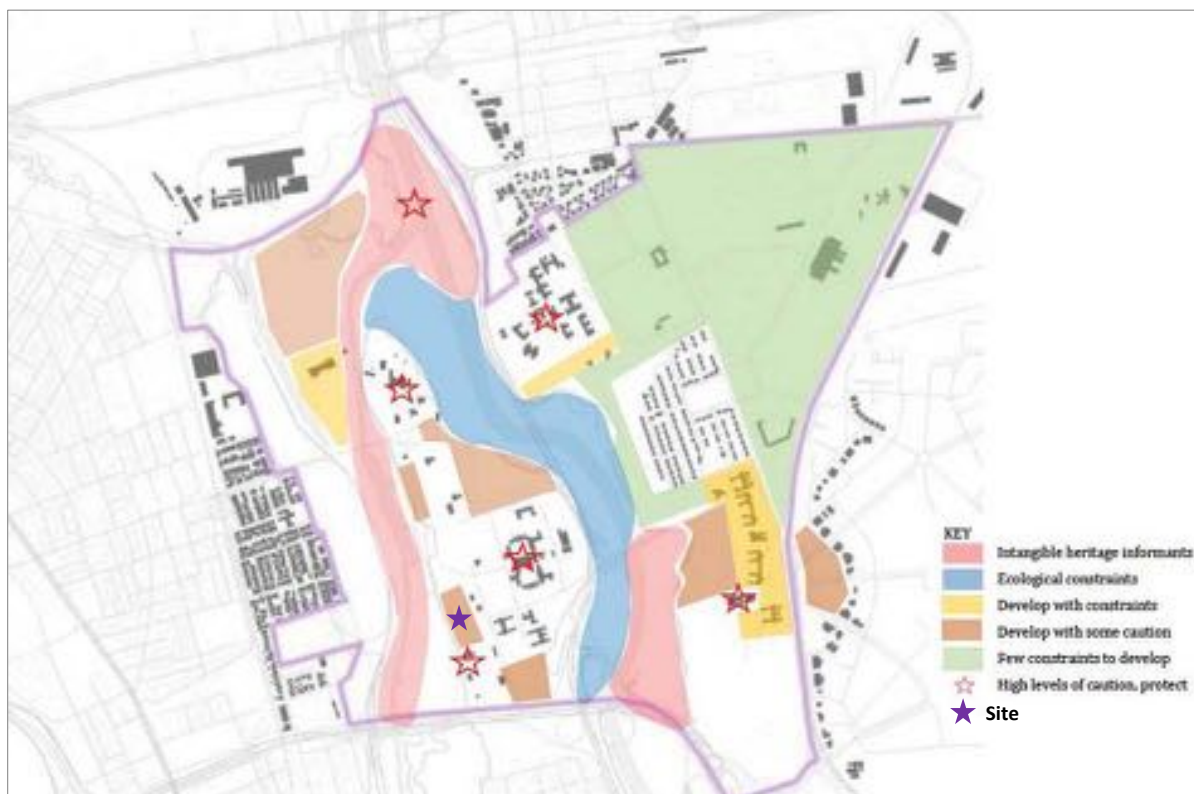 KEY
Intangible heritage informants
Ecological constraints
Develop with constraints
Develop with some caution
Few constraints to develop
High levels of caution, protect
Site